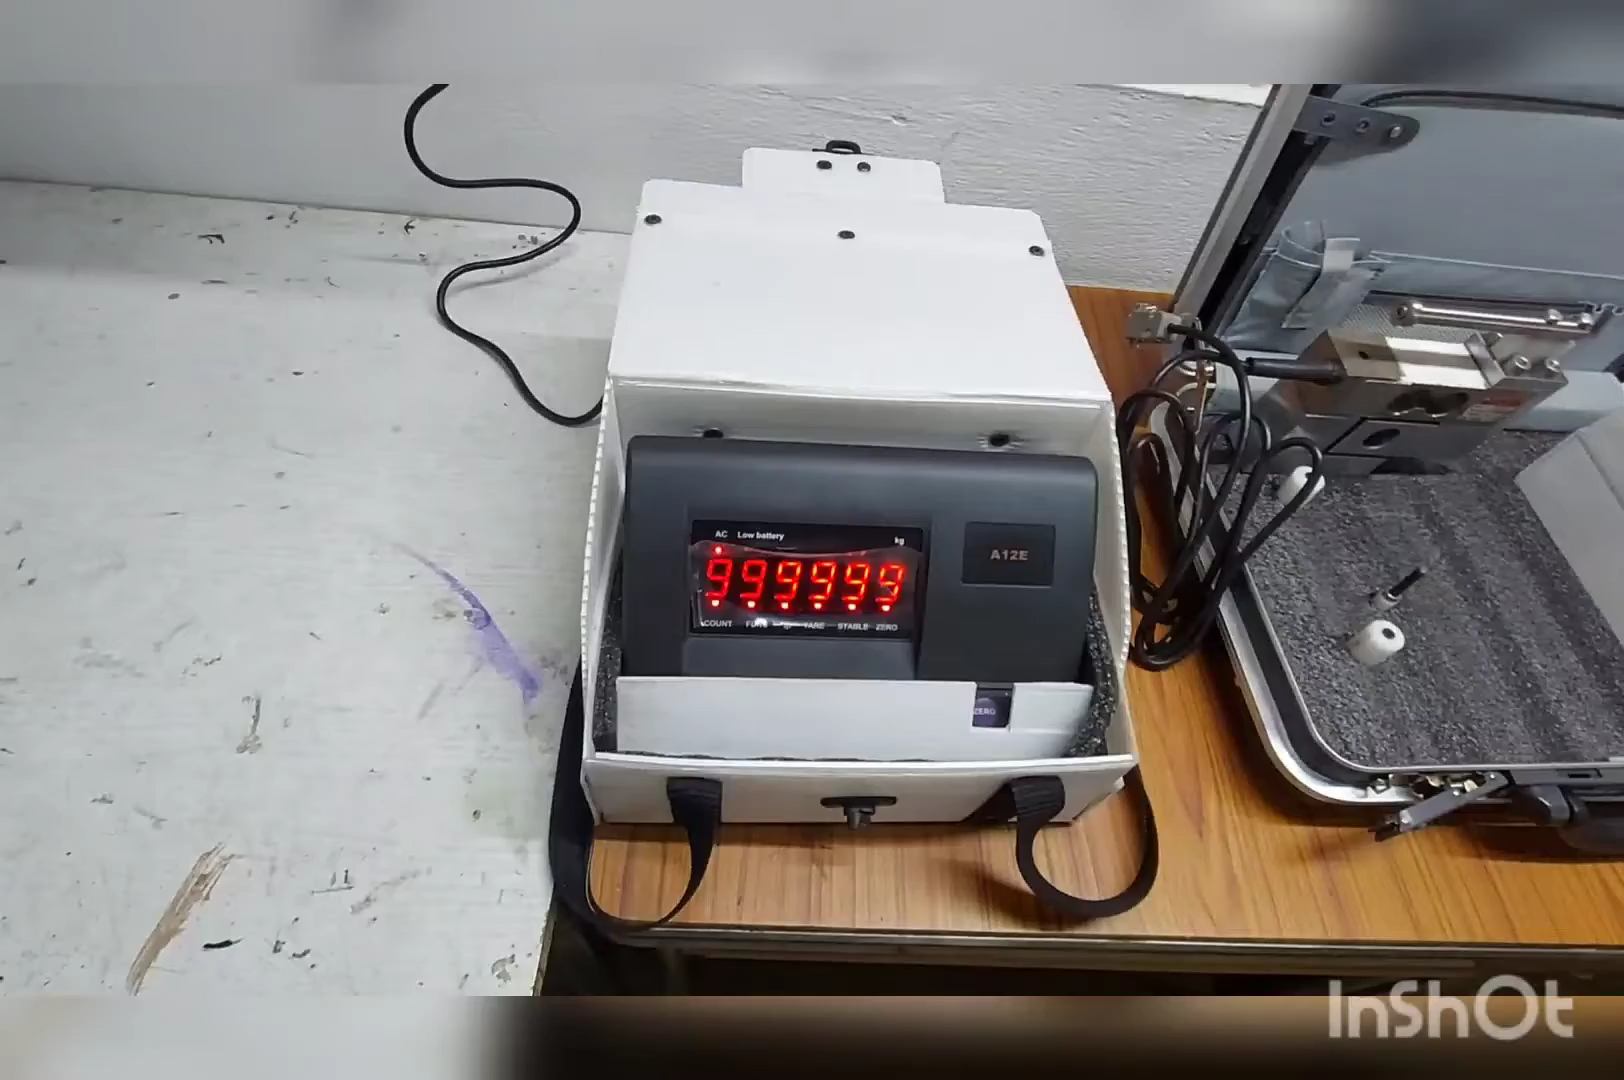 AC Low battery
kg
999999
COUNT
TARE STABLE ZERO
A12E
ZERO
InShOt